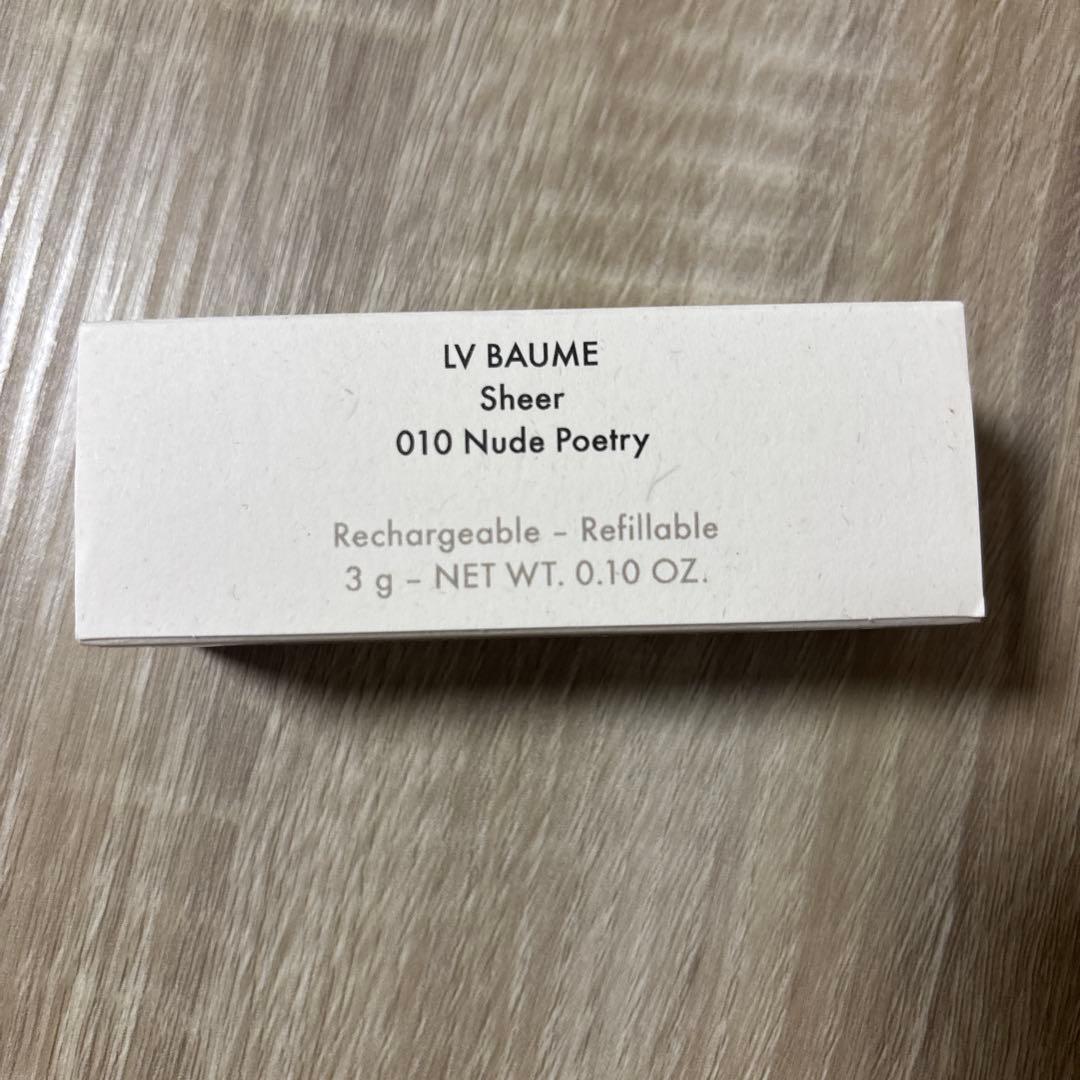 LV BAUME
Sheer
010 Nude Poetry
Rechargeable – Refillable
3 g – NET WT. 0.10 OZ.